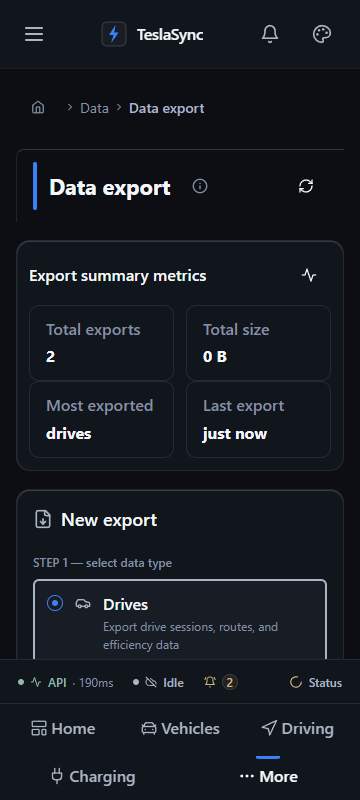 TeslaSync
Data
Data export
Data export
Export summary metrics
Total exports
2
Total size
0 B
Most exported
drives
Last export
just now
New export
STEP 1 — select data type
Drives
Export drive sessions, routes, and
efficiency data
API · 190ms
Idle
2
Status
Home
Vehicles
Driving
Charging
More